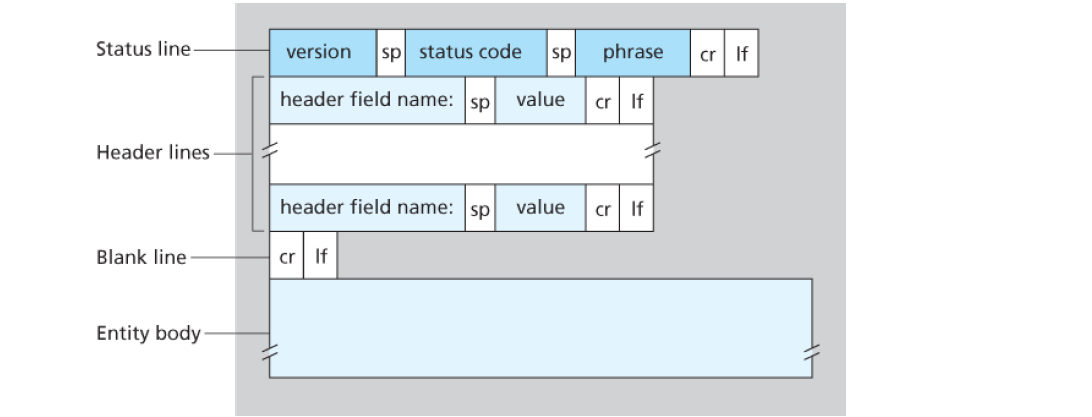 Status line version sp status code sp phrase cr lf
header field name: sp value cr lf
Header lines
header field name: sp value cr lf
Blank line cr lf
Entity body